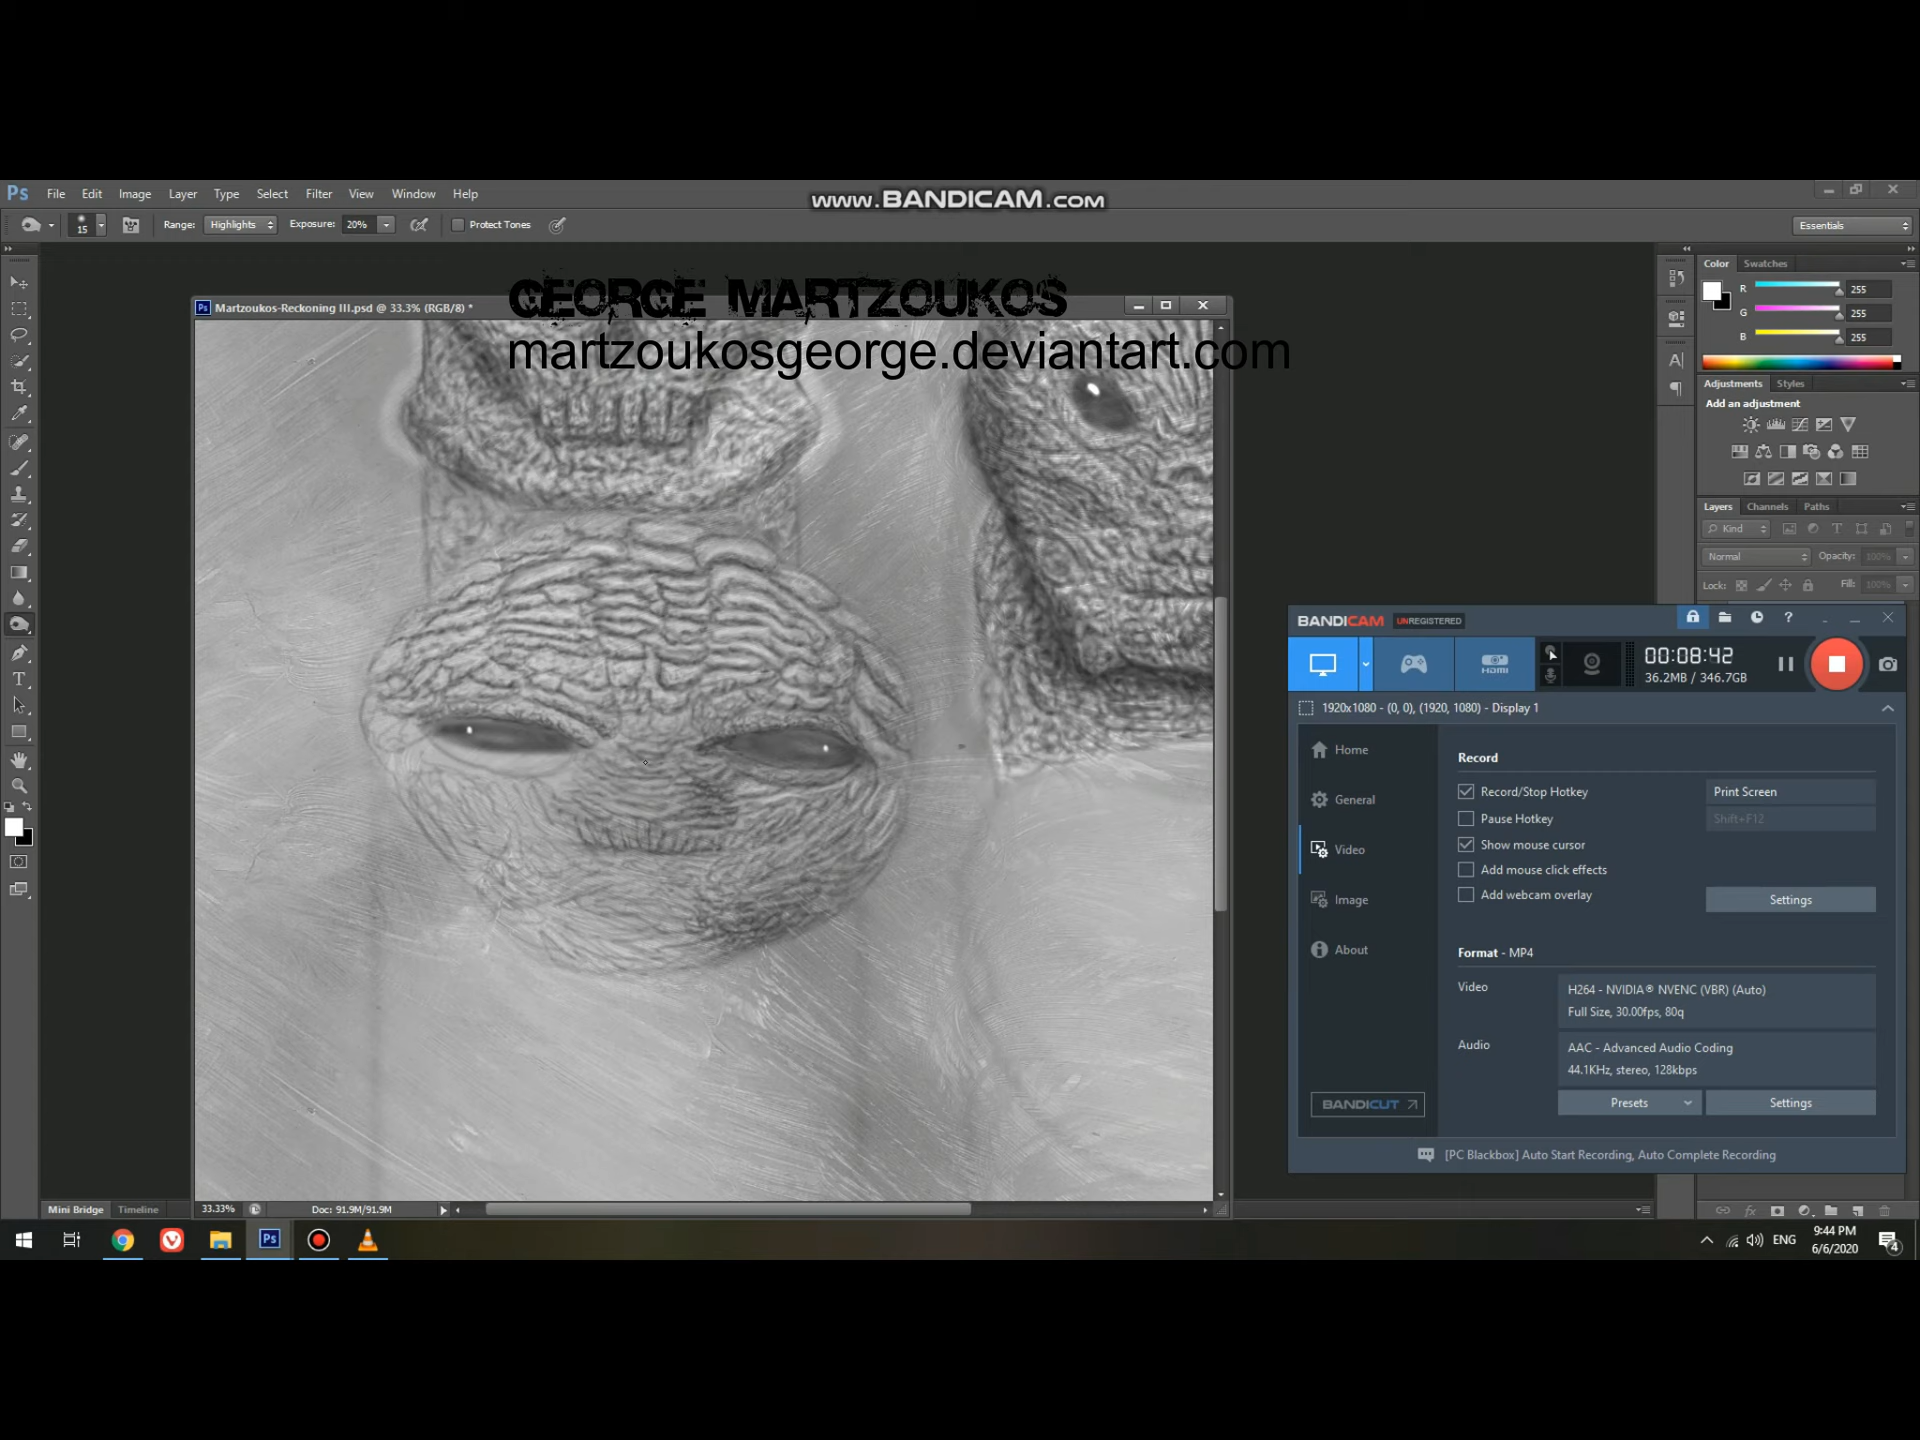 Ps File Edit Image Layer Type Select Filter View Window Help
www.BANDICAM.com
15 Range: Highlights Exposure: 20% Protect Tones Essentials
GEORGE MARTZOUKOS
martzoukosgeorge.deviantart.com
Ps Martzoukos-Reckoning III.psd @ 33.3% (RGB/8) *
Color Swatches
R 255
G 255
B 255
Adjustments Styles
Add an adjustment
Layers Channels Paths
Kind
Normal Opacity: 100%
Lock: Fill: 100%
BANDICAM UNREGISTERED
HDMI
00:08:42
36.2MB / 346.7GB
1920x1080 - (0, 0), (1920, 1080) - Display 1
Home
General
Video
Image
About
BANDICUT
Record
Record/Stop Hotkey Print Screen
Pause Hotkey Shift+F12
Show mouse cursor
Add mouse click effects
Add webcam overlay
Settings
Format - MP4
Video H264 - NVIDIA® NVENC (VBR) (Auto)
Full Size, 30.00fps, 80q
Audio AAC - Advanced Audio Coding
44.1KHz, stereo, 128kbps
Presets Settings
[PC Blackbox] Auto Start Recording, Auto Complete Recording
33.33% Doc: 91.9M/91.9M
Mini Bridge Timeline
Ps
ENG
9:44 PM
6/6/2020
4